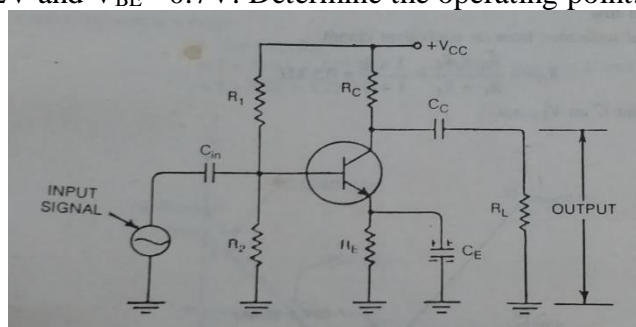 2V and V_BE 0.7V. Determine the operating point
+V_CC
R_1
R_C
C_C
C_in
INPUT
SIGNAL
R_2
R_E
C_E
R_L
OUTPUT